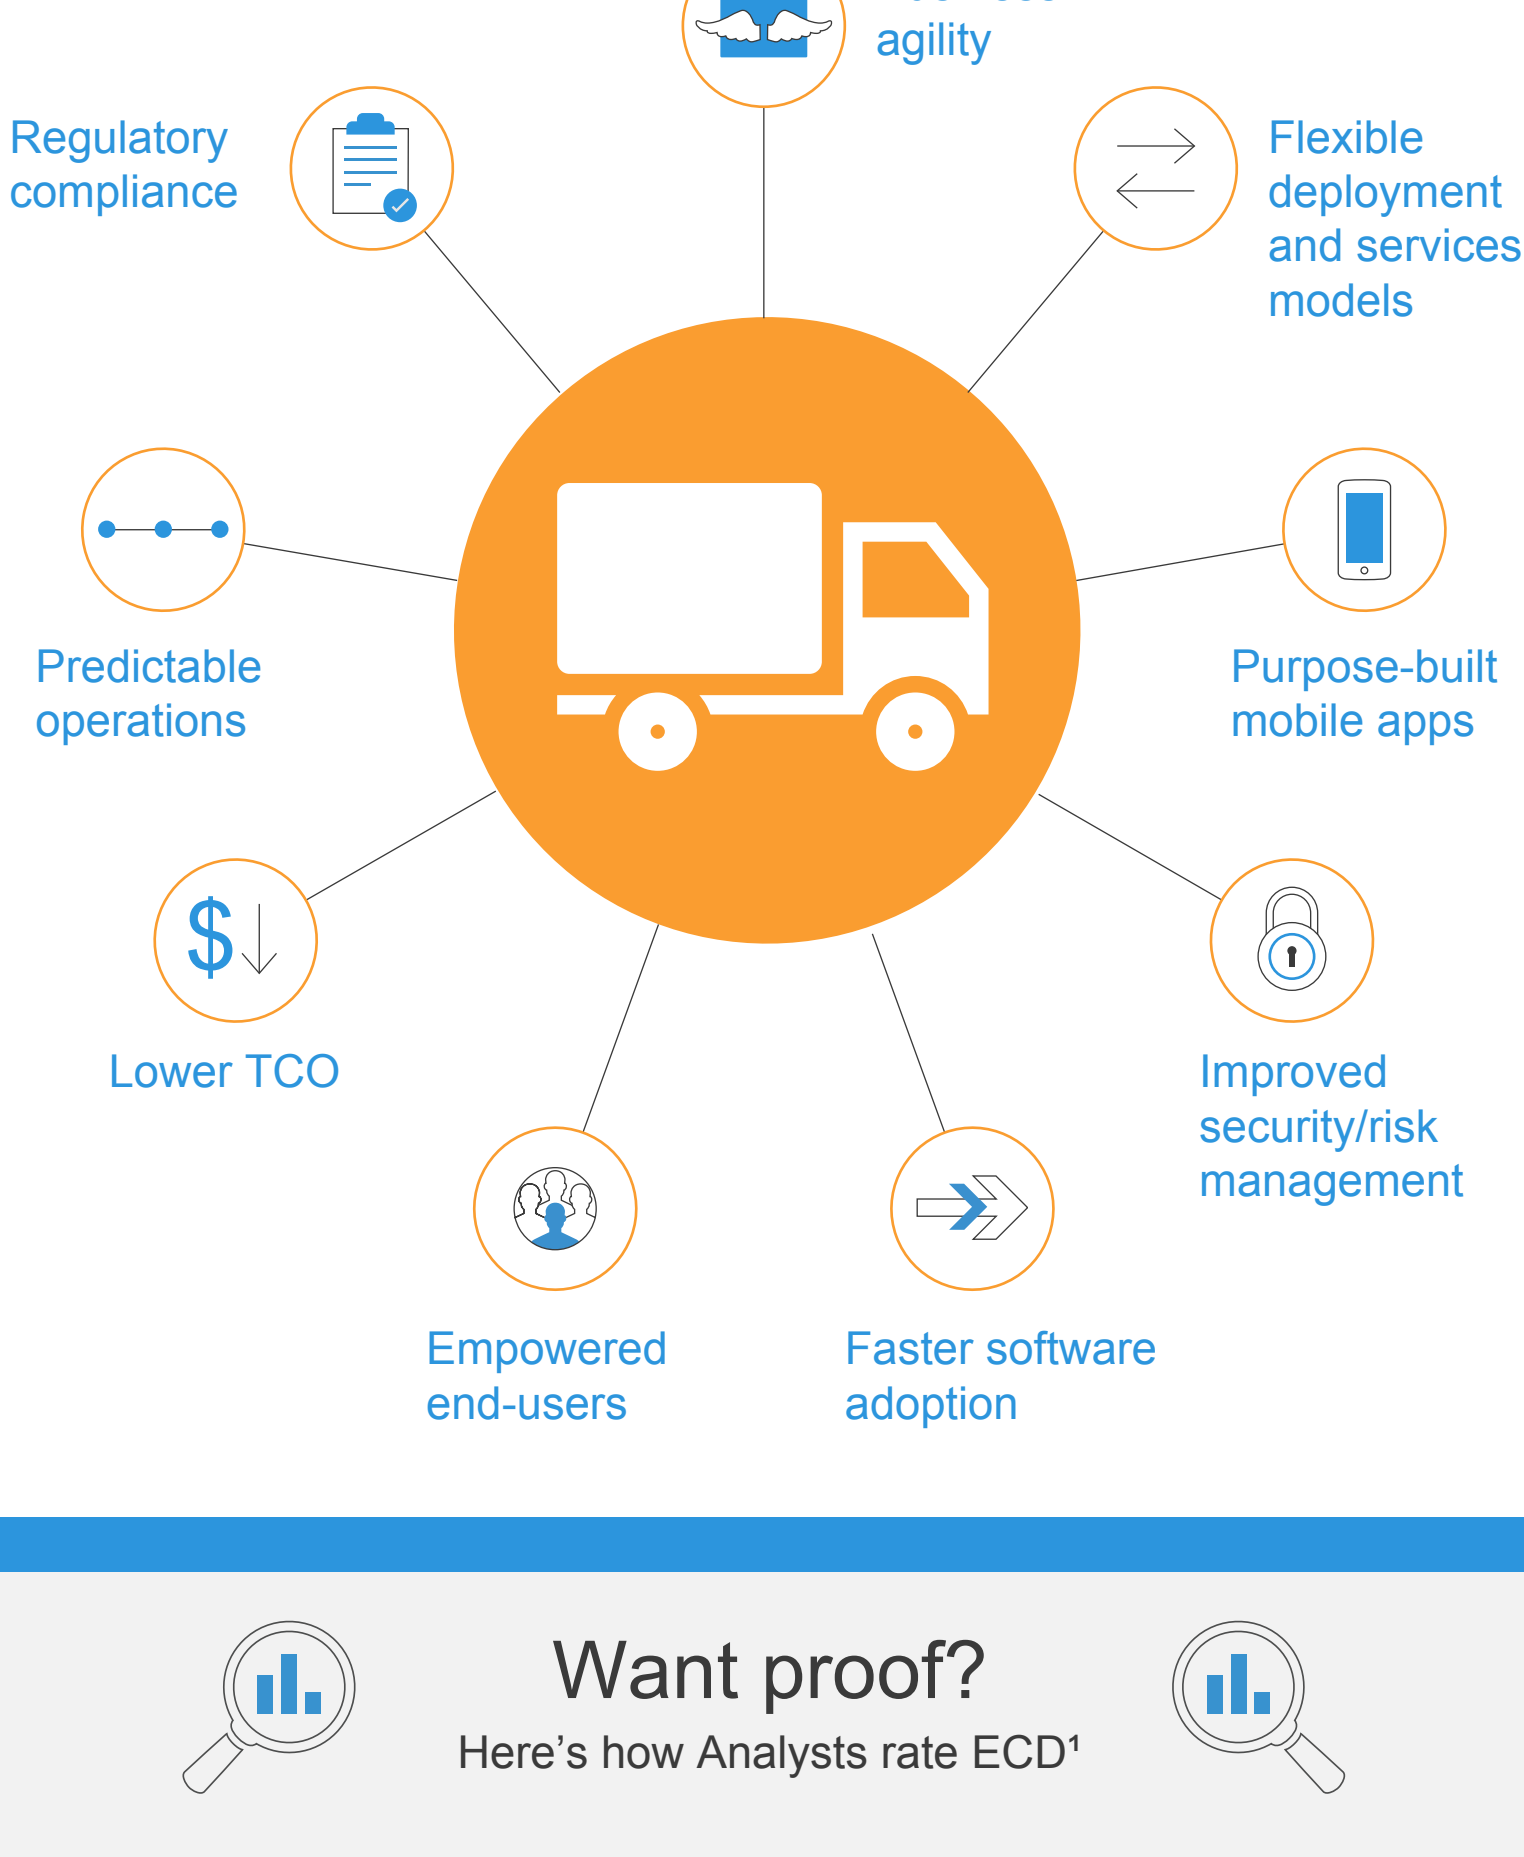 agility
Regulatory
compliance
Flexible
deployment
and services
models
Predictable
operations
Purpose-built
mobile apps
$
Lower TCO
Improved
security/risk
management
Empowered
end-users
Faster software
adoption
Want proof?
Here’s how Analysts rate ECD¹